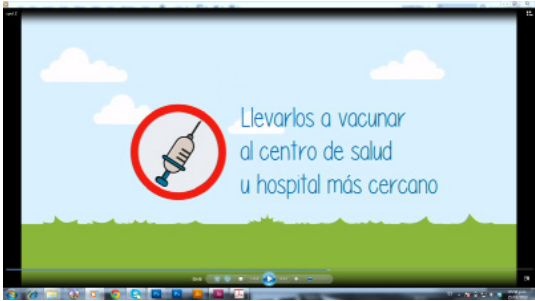 Llevarlos a vacunar
al centro de salud
u hospital más cercano